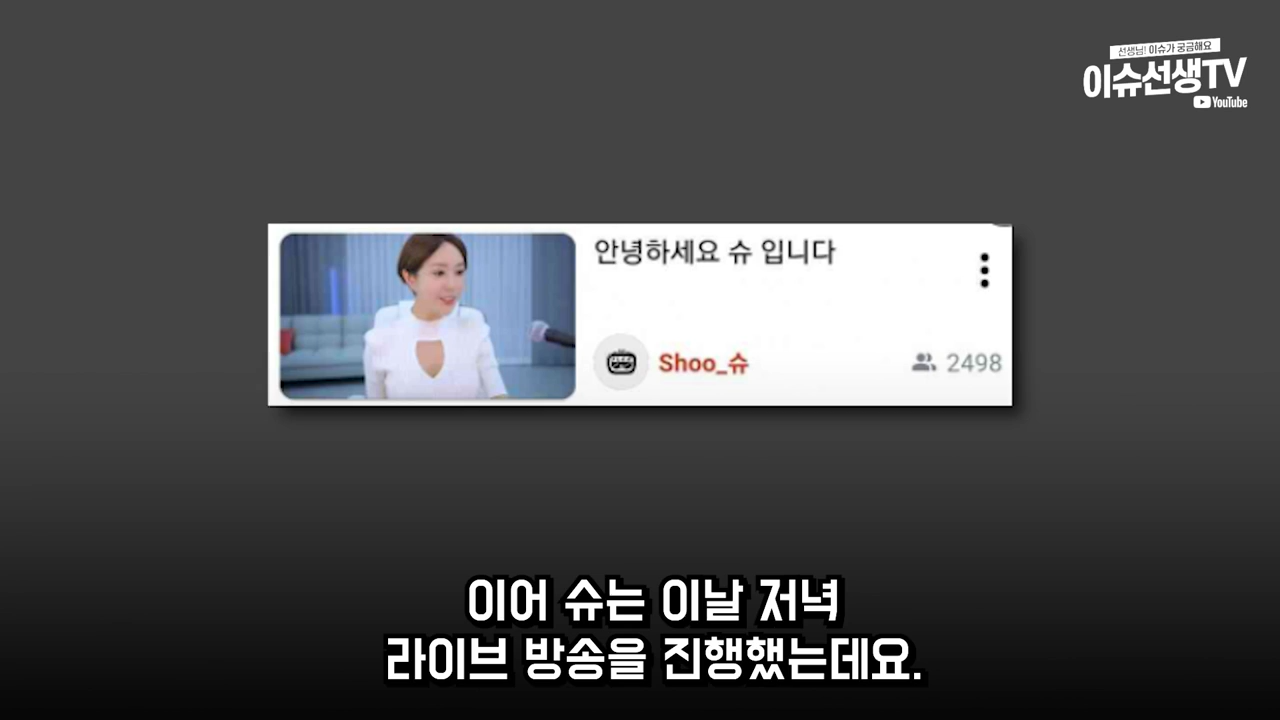 선생님! 이슈가 궁금해요
이슈선생TV
YouTube
안녕하세요 슈 입니다
Shoo_슈
2498
이어 슈는 이날 저녁
라이브 방송을 진행했는데요.